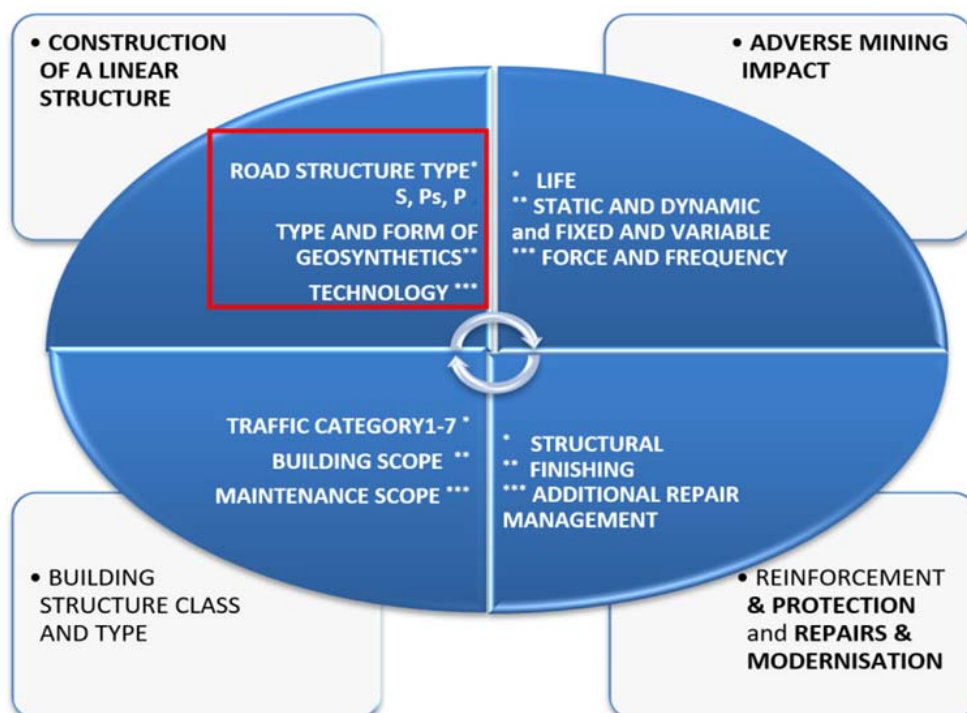 • CONSTRUCTION
OF A LINEAR
STRUCTURE
• ADVERSE MINING
IMPACT
ROAD STRUCTURE TYPE*
S, Ps, P
TYPE AND FORM OF
GEOSYNTHETICS**
TECHNOLOGY ***
* LIFE
** STATIC AND DYNAMIC
and FIXED AND VARIABLE
*** FORCE AND FREQUENCY
TRAFFIC CATEGORY1-7 *
BUILDING SCOPE **
MAINTENANCE SCOPE ***
* STRUCTURAL
** FINISHING
*** ADDITIONAL REPAIR
MANAGEMENT
• BUILDING
STRUCTURE CLASS
AND TYPE
• REINFORCEMENT
& PROTECTION
and REPAIRS &
MODERNISATION